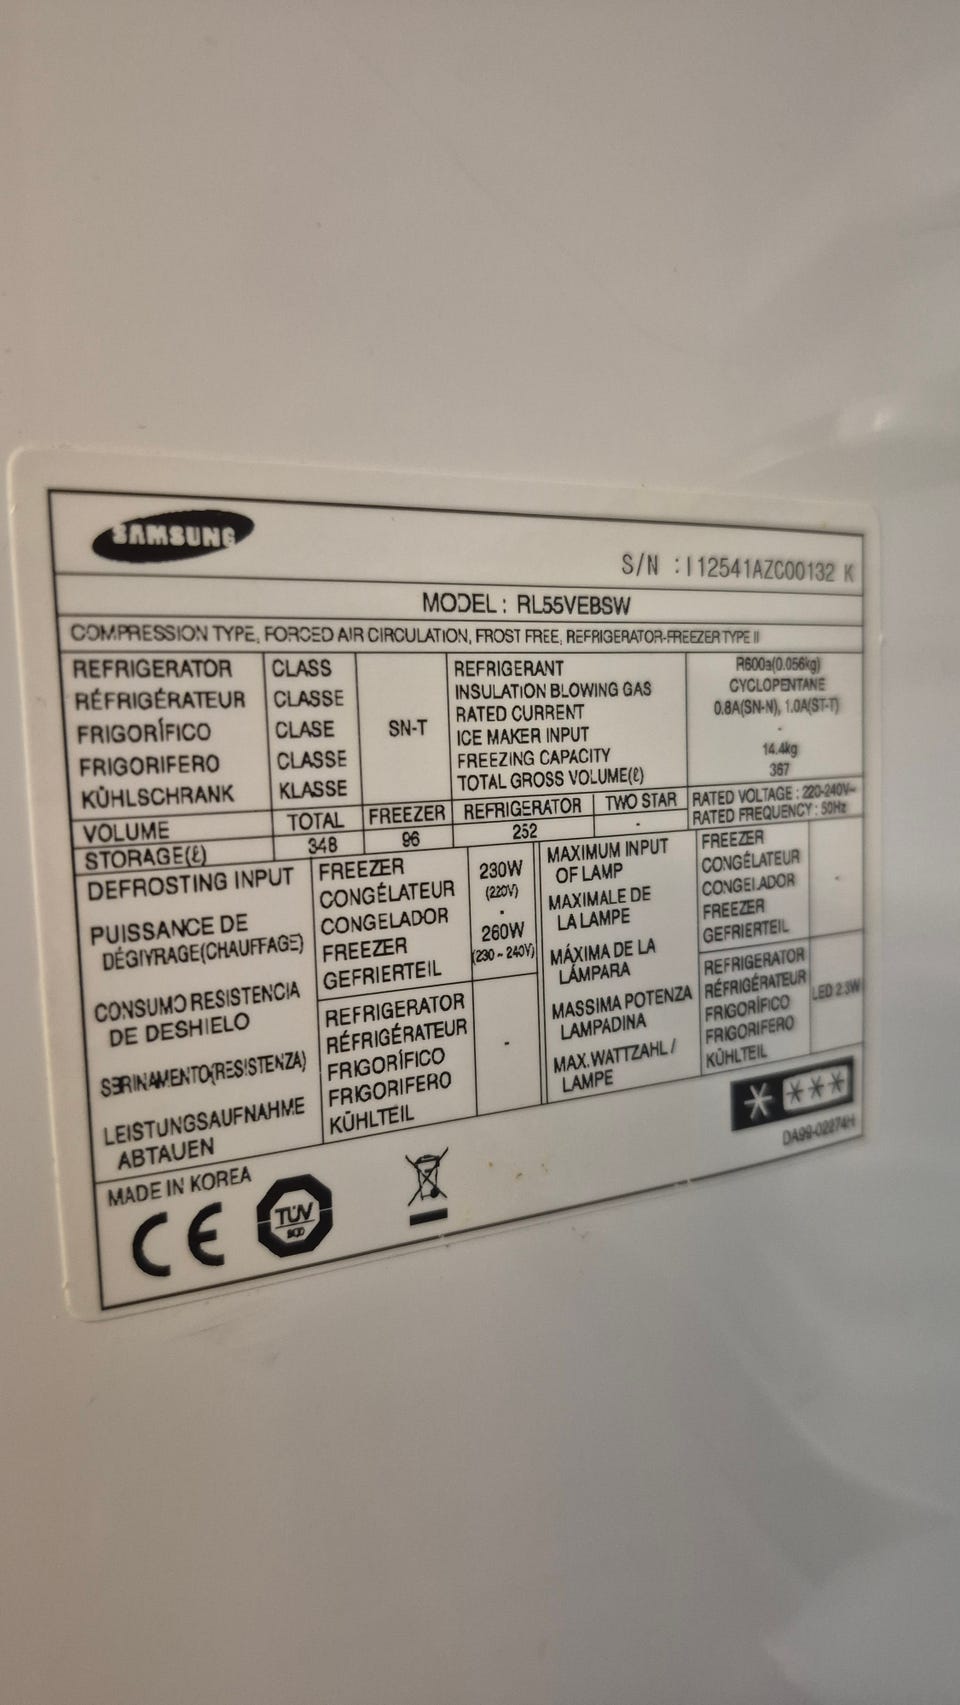 SAMSUNG
S/N : I12541AZC00132 K
MODEL : RL55VEBSW
COMPRESSION TYPE, FORCED AIR CIRCULATION, FROST FREE, REFRIGERATOR-FREEZER TYPE II
REFRIGERATOR CLASS
RÉFRIGÉRATEUR CLASSE
FRIGORÍFICO CLASE
FRIGORIFERO CLASSE
KÜHLSCHRANK KLASSE
SN-T
REFRIGERANT R600a(0.056kg)
INSULATION BLOWING GAS CYCLOPENTANE
RATED CURRENT 0.8A(SN-N), 1.0A(ST-T)
ICE MAKER INPUT -
FREEZING CAPACITY 14.4kg
TOTAL GROSS VOLUME(ℓ) 367
VOLUME STORAGE(ℓ)
TOTAL FREEZER REFRIGERATOR TWO STAR
348 96 252 -
RATED VOLTAGE : 220-240V~
RATED FREQUENCY : 50Hz
DEFROSTING INPUT
PUISSANCE DE
DÉGIVRAGE(CHAUFFAGE)
CONSUMO RESISTENCIA
DE DESHIELO
SBRINAMENTO(RESISTENZA)
LEISTUNGSAUFNAHME
ABTAUEN
FREEZER
CONGÉLATEUR
CONGELADOR
FREEZER
GEFRIERTEIL
230W
(220V)
-
260W
(230~240V)
REFRIGERATOR
RÉFRIGÉRATEUR
FRIGORÍFICO
FRIGORIFERO
KÜHLTEIL
-
MAXIMUM INPUT
OF LAMP
MAXIMALE DE
LA LAMPE
MÁXIMA DE LA
LÁMPARA
MASSIMA POTENZA
LAMPADINA
MAX.WATTZAHL /
LAMPE
FREEZER
CONGÉLATEUR
CONGELADOR
FREEZER
GEFRIERTEIL
-
REFRIGERATOR
RÉFRIGÉRATEUR
FRIGORÍFICO
FRIGORIFERO
KÜHLTEIL
LED 2.3W
DA99-02274H
MADE IN KOREA
CE
TÜV